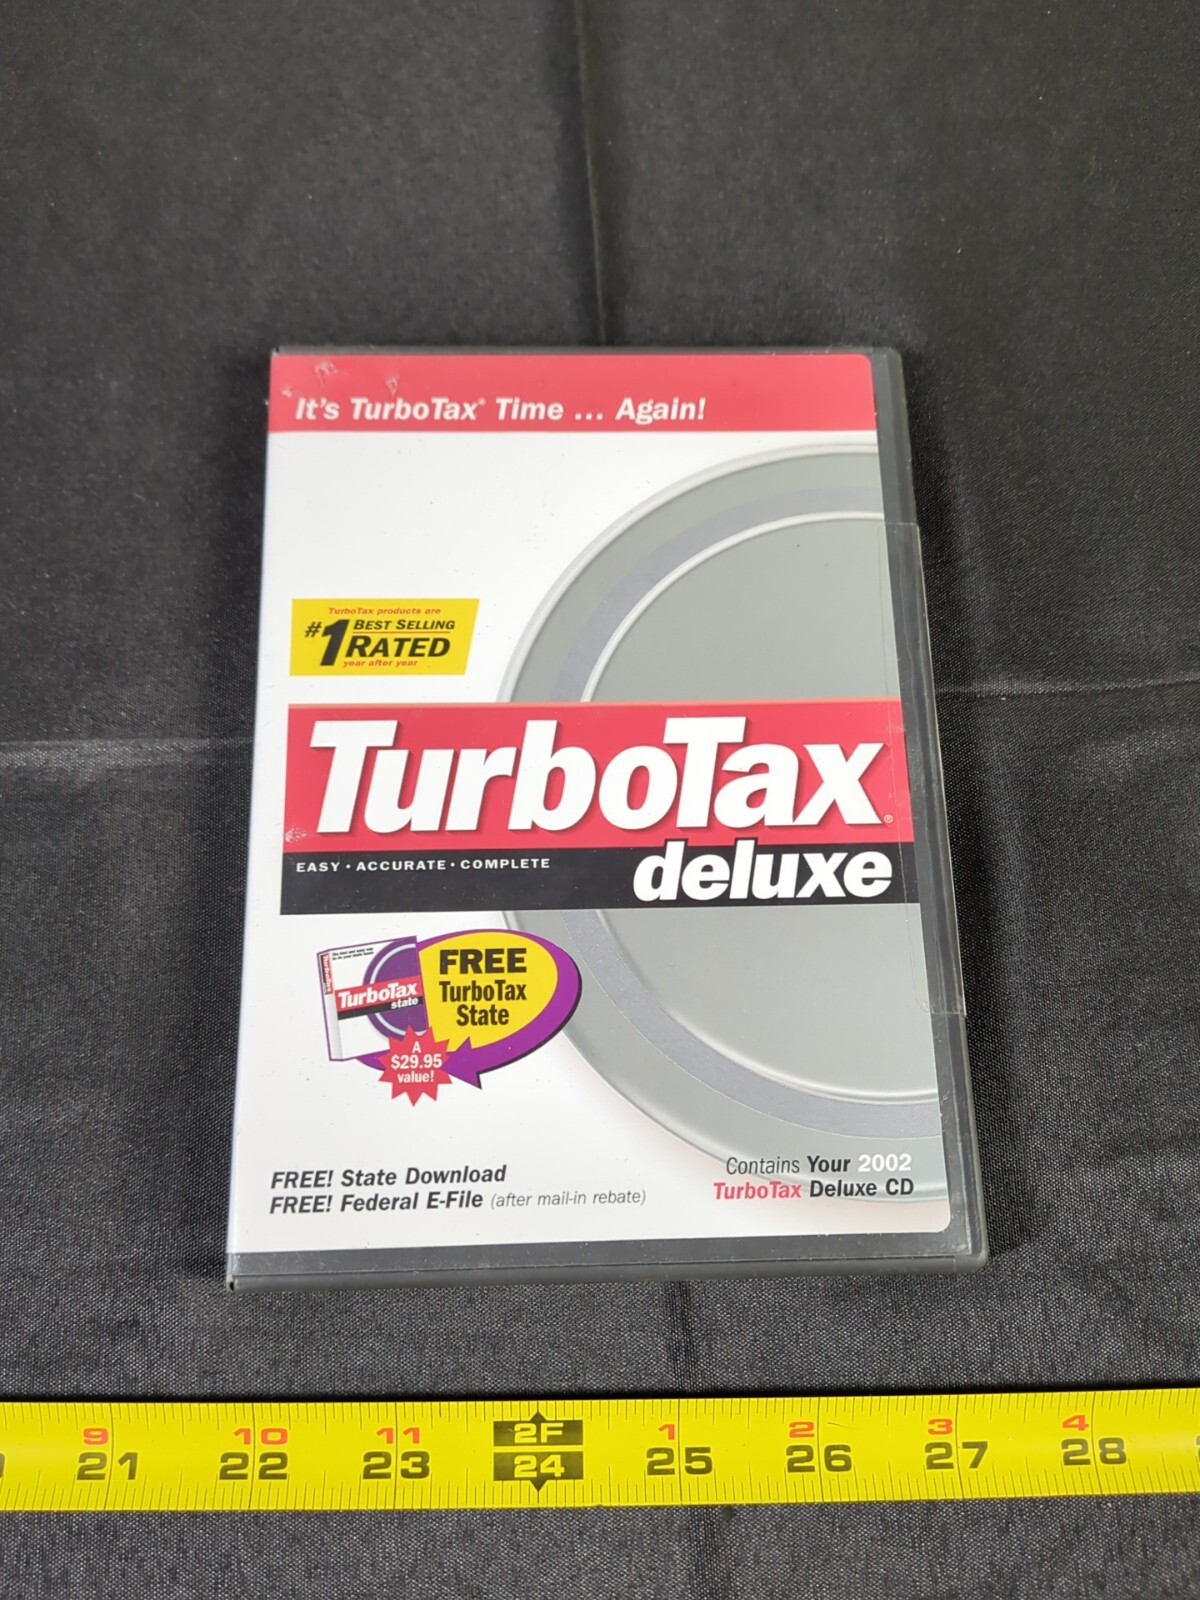 It's TurboTax® Time ... Again!
TurboTax products are
#1 BEST SELLING
RATED
year after year
TurboTax®
EASY · ACCURATE · COMPLETE
deluxe
TurboTax
state
FREE
TurboTax
State
A
$29.95
value!
FREE! State Download
FREE! Federal E-File (after mail-in rebate)
Contains Your 2002
TurboTax Deluxe CD
9 10 11 2F 1 2 3 4
21 22 23 24 25 26 27 28